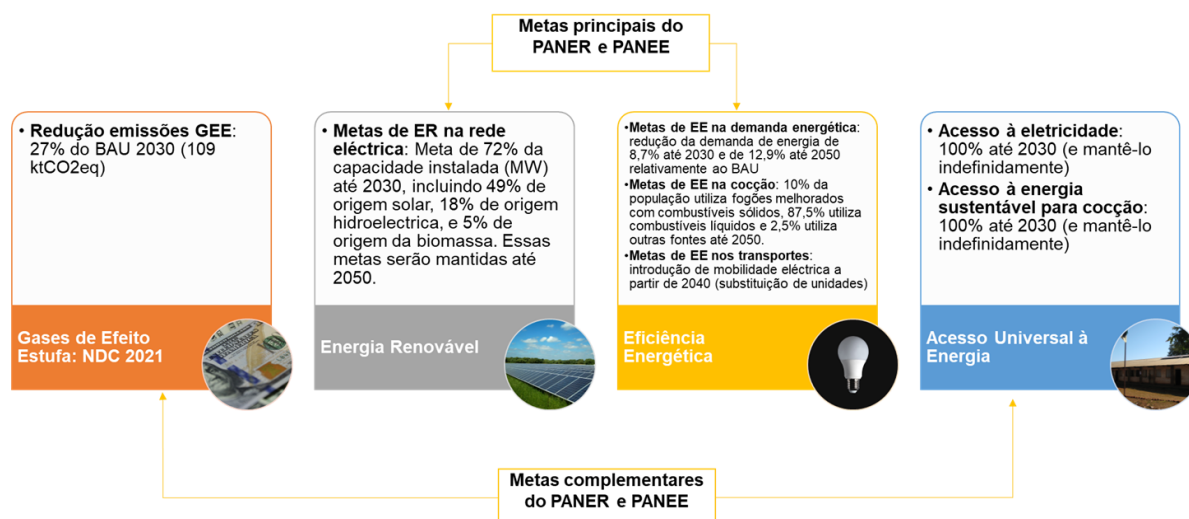 Metas principais do
PANER e PANEE
• Redução emissões GEE:
27% do BAU 2030 (109
ktCO2eq)
Gases de Efeito
Estufa: NDC 2021
• Metas de ER na rede
eléctrica: Meta de 72% da
capacidade instalada (MW)
até 2030, incluindo 49% de
origem solar, 18% de origem
hidroelectrica, e 5% de
origem da biomassa. Essas
metas serão mantidas até
2050.
Energia Renovável
•Metas de EE na demanda energética:
redução da demanda de energia de
8,7% até 2030 e de 12,9% até 2050
relativamente ao BAU
•Metas de EE na cocção: 10% da
população utiliza fogões melhorados
com combustíveis sólidos, 87,5% utiliza
combustíveis líquidos e 2,5% utiliza
outras fontes até 2050.
•Metas de EE nos transportes:
introdução de mobilidade eléctrica a
partir de 2040 (substituição de unidades)
Eficiência
Energética
• Acesso à eletricidade:
100% até 2030 (e mantê-lo
indefinidamente)
• Acesso à energia
sustentável para cocção:
100% até 2030 (e mantê-lo
indefinidamente)
Acesso Universal à
Energia
Metas complementares
do PANER e PANEE